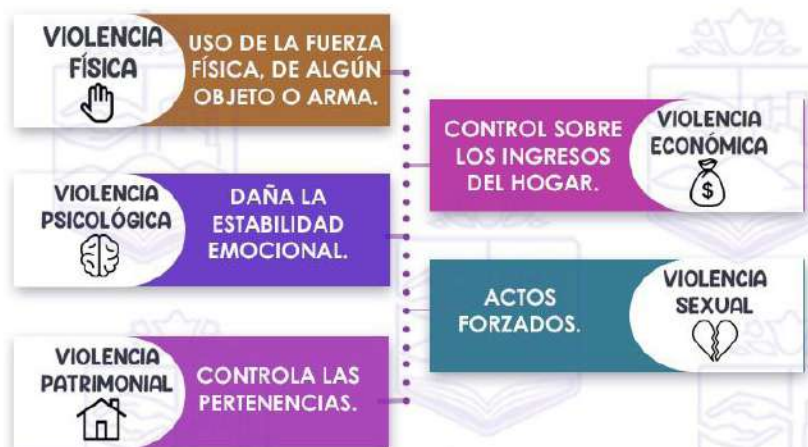 VIOLENCIA
FÍSICA
USO DE LA FUERZA
FÍSICA, DE ALGÚN
OBJETO O ARMA.
CONTROL SOBRE
LOS INGRESOS
DEL HOGAR.
VIOLENCIA
ECONÓMICA
$
VIOLENCIA
PSICOLÓGICA
DAÑA LA
ESTABILIDAD
EMOCIONAL.
ACTOS
FORZADOS.
VIOLENCIA
SEXUAL
VIOLENCIA
PATRIMONIAL
CONTROLA LAS
PERTENENCIAS.